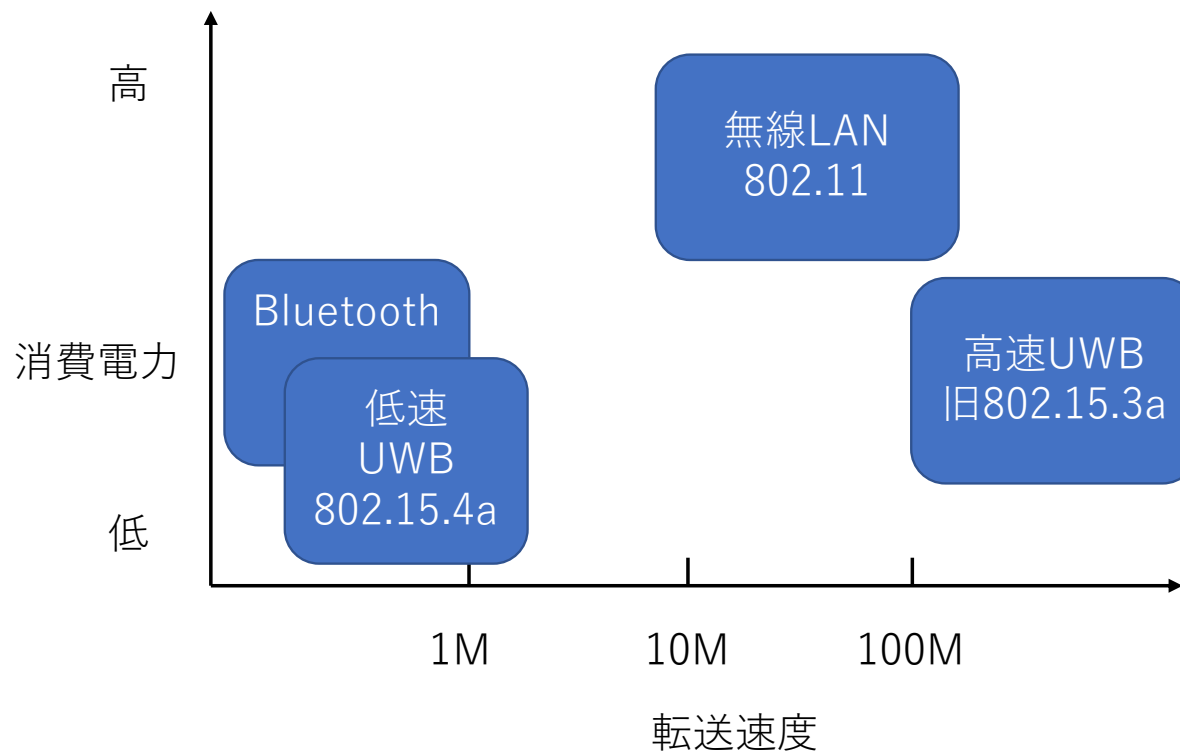 高
無線LAN
802.11
Bluetooth
消費電力
高速UWB
旧802.15.3a
低速
UWB
802.15.4a
低
1M
10M
100M
転送速度